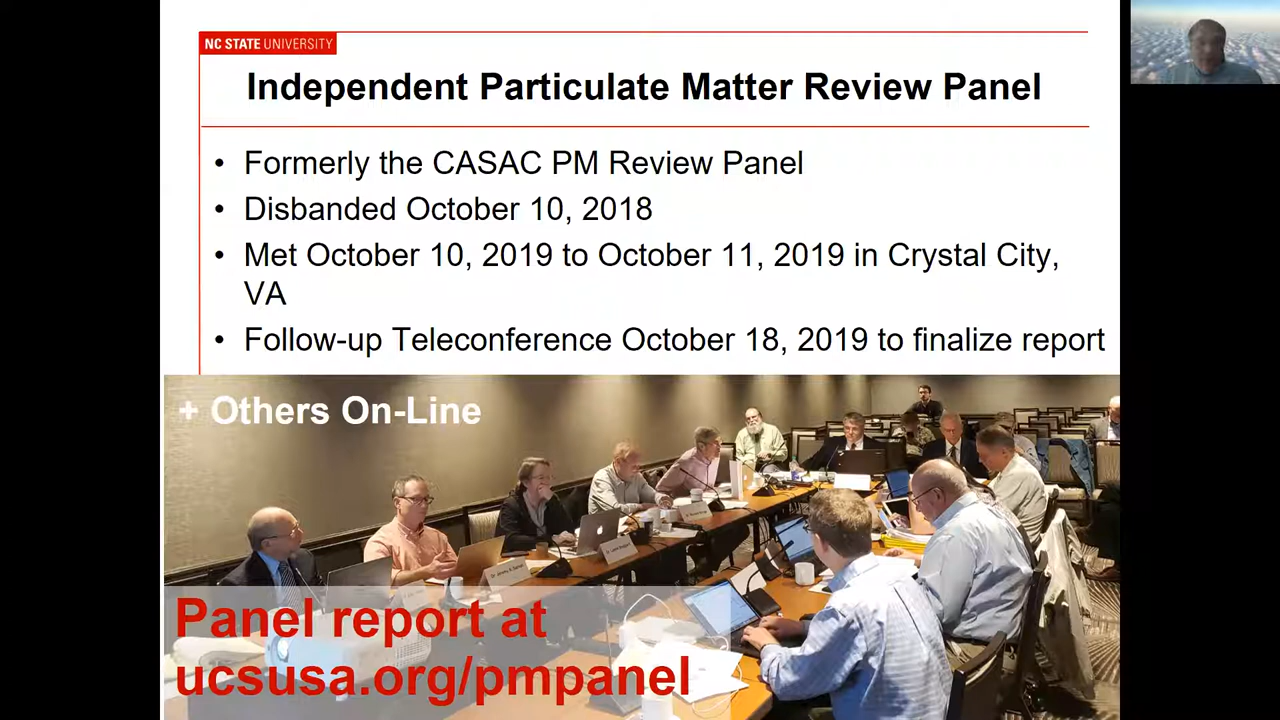 NC STATE UNIVERSITY
Independent Particulate Matter Review Panel
• Formerly the CASAC PM Review Panel
• Disbanded October 10, 2018
• Met October 10, 2019 to October 11, 2019 in Crystal City,
VA
• Follow-up Teleconference October 18, 2019 to finalize report
+ Others On-Line
Panel report at
ucsusa.org/pmpanel